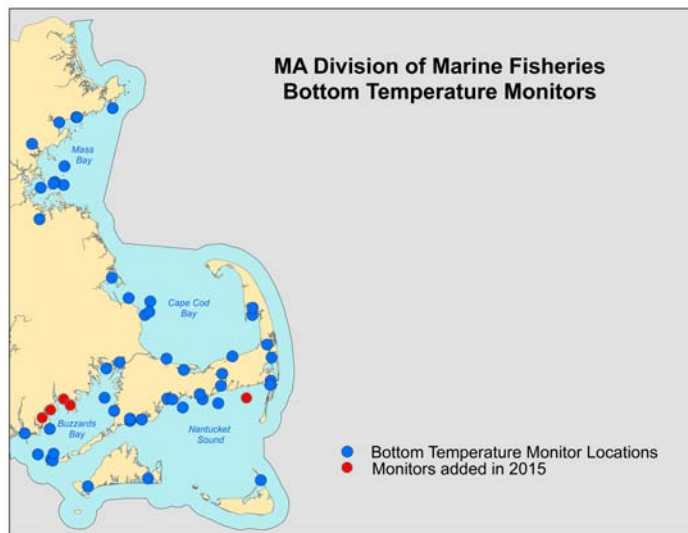 MA Division of Marine Fisheries
Bottom Temperature Monitors
Mass
Bay
Cape Cod
Bay
Buzzards
Bay
Nantucket
Sound
Bottom Temperature Monitor Locations
Monitors added in 2015